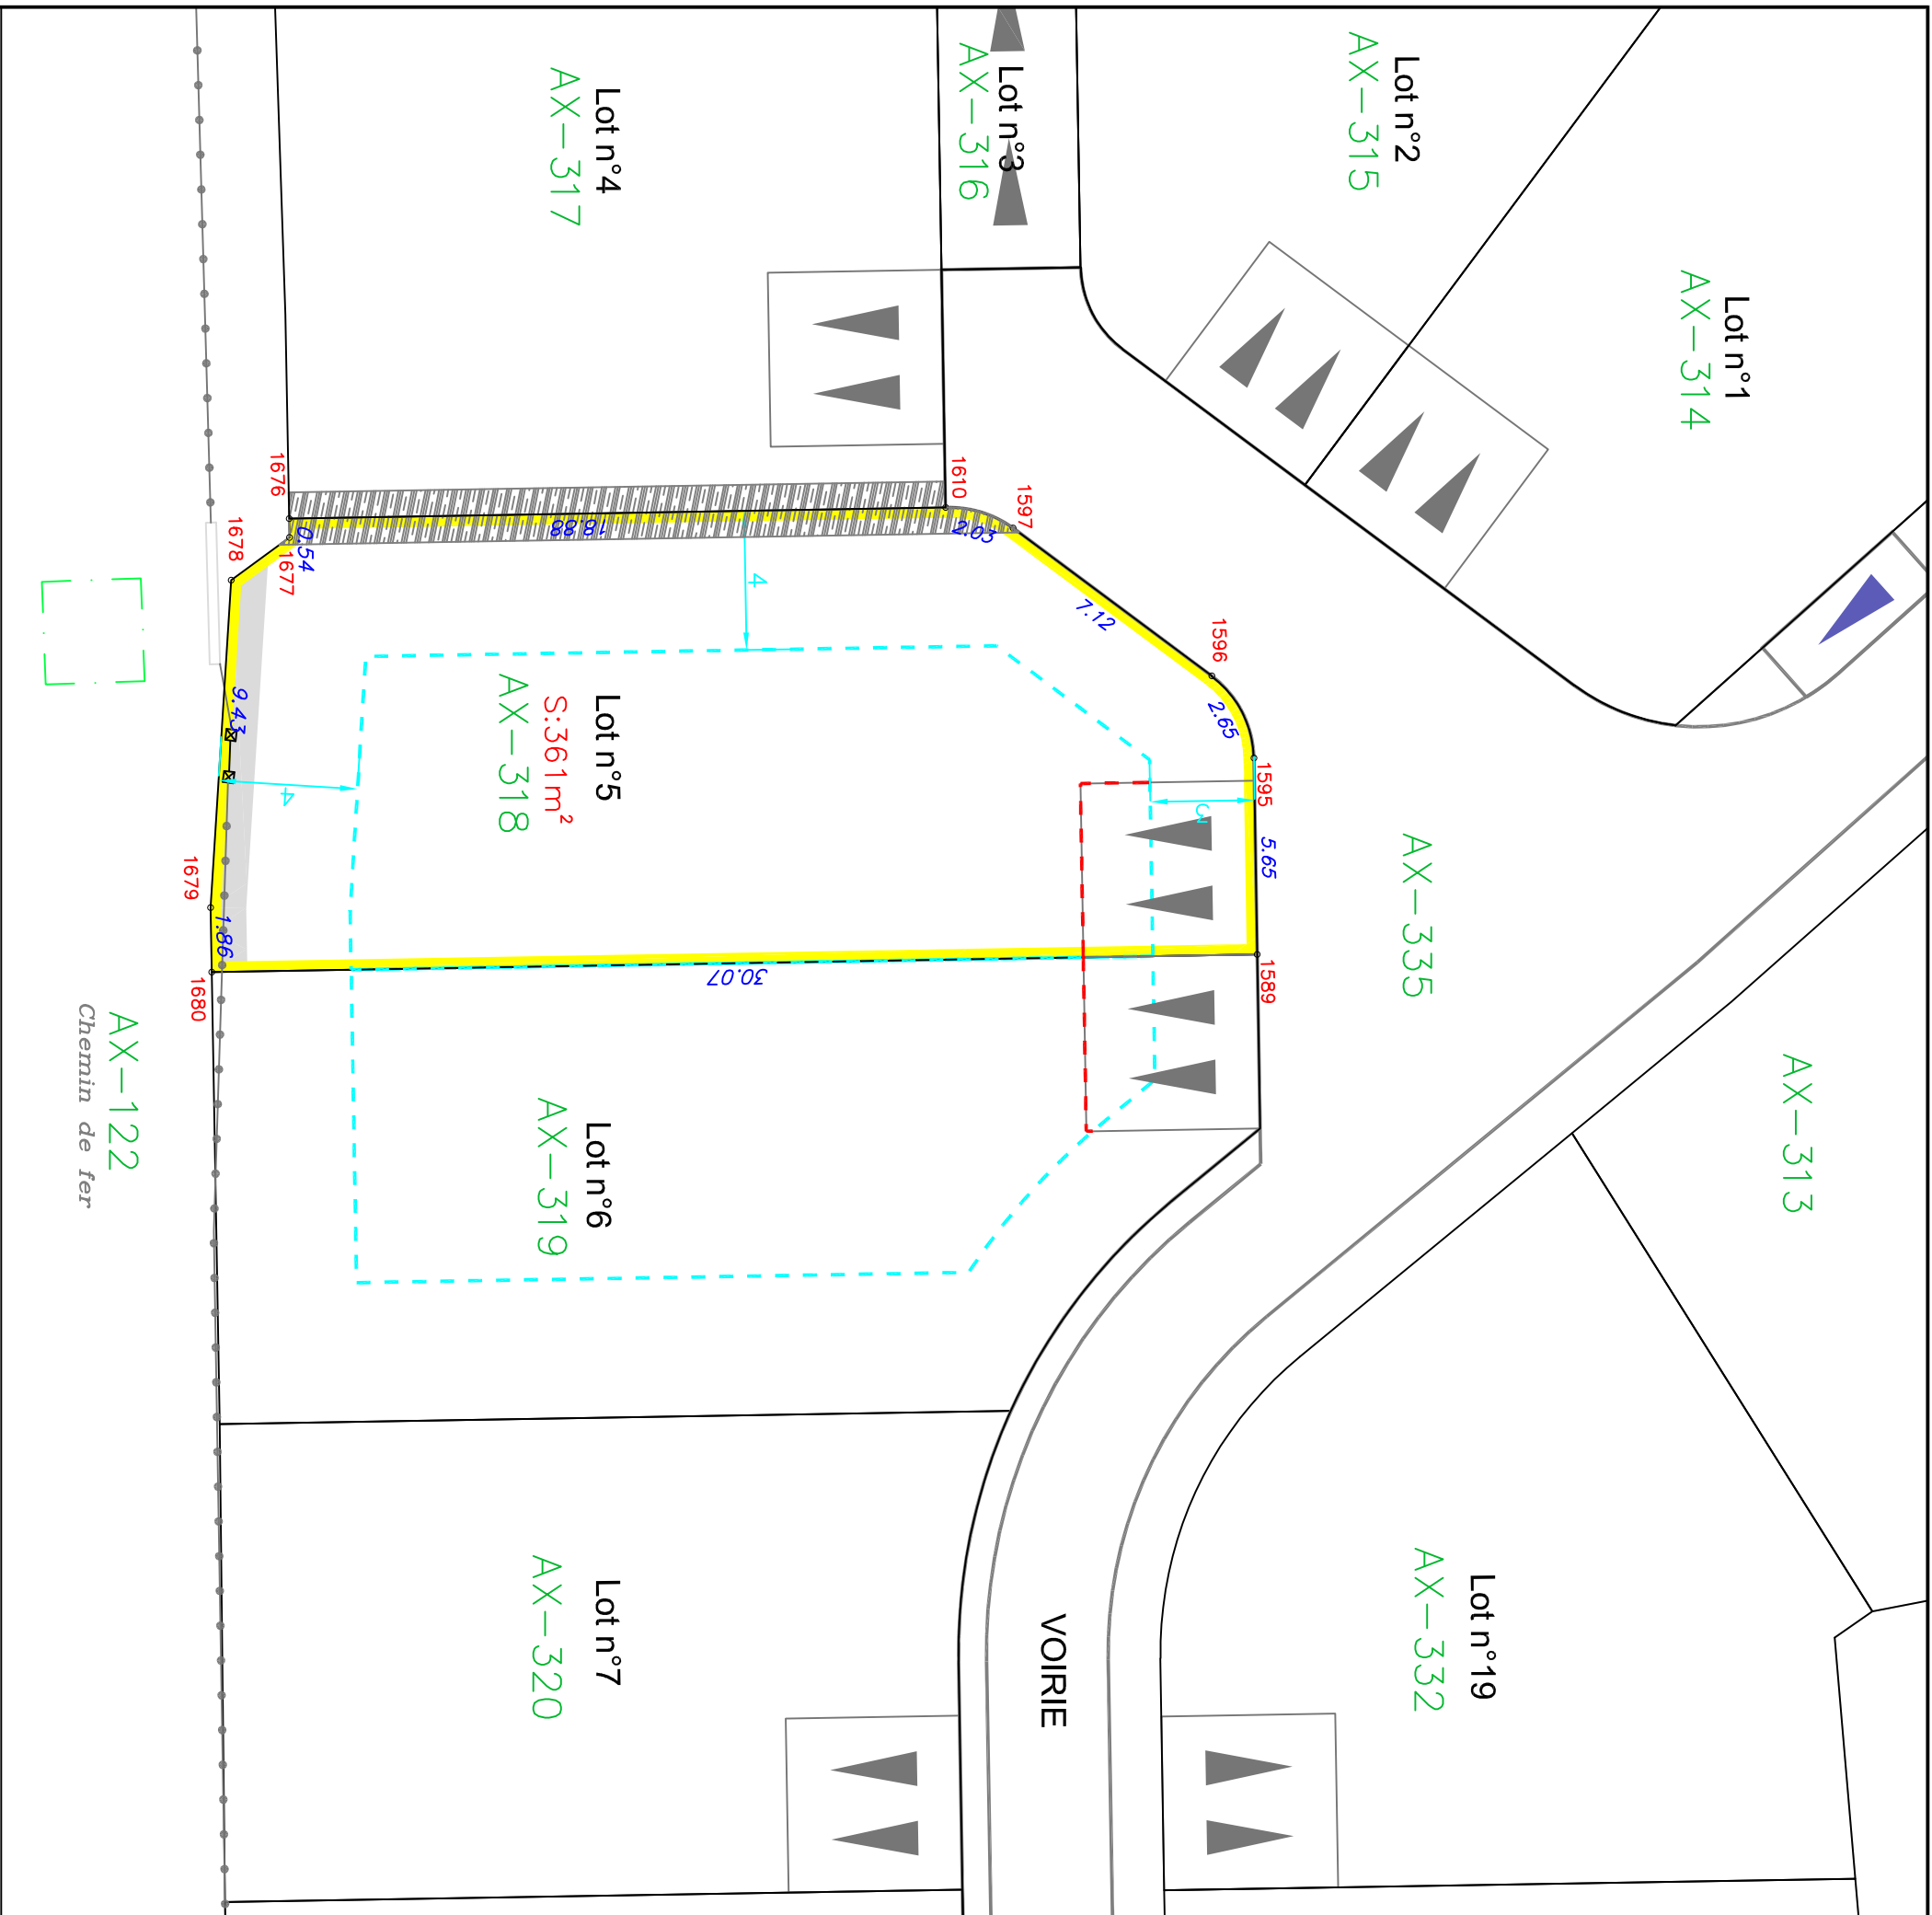 Lot n°1
AX-314
Lot n°2
AX-315
Lot n°3
AX-316
Lot n°4
AX-317
1610
1597
2.03
7.12
1596
2.65
1595
5.65
3
1589
1676
18.88
0.54
1677
1678
4
9.43
4
1679
1.86
1680
30.07
Lot n°5
S:361m²
AX-318
AX-335
AX-313
Lot n°6
AX-319
AX-122
Chemin de fer
Lot n°7
AX-320
VOIRIE
Lot n°19
AX-332